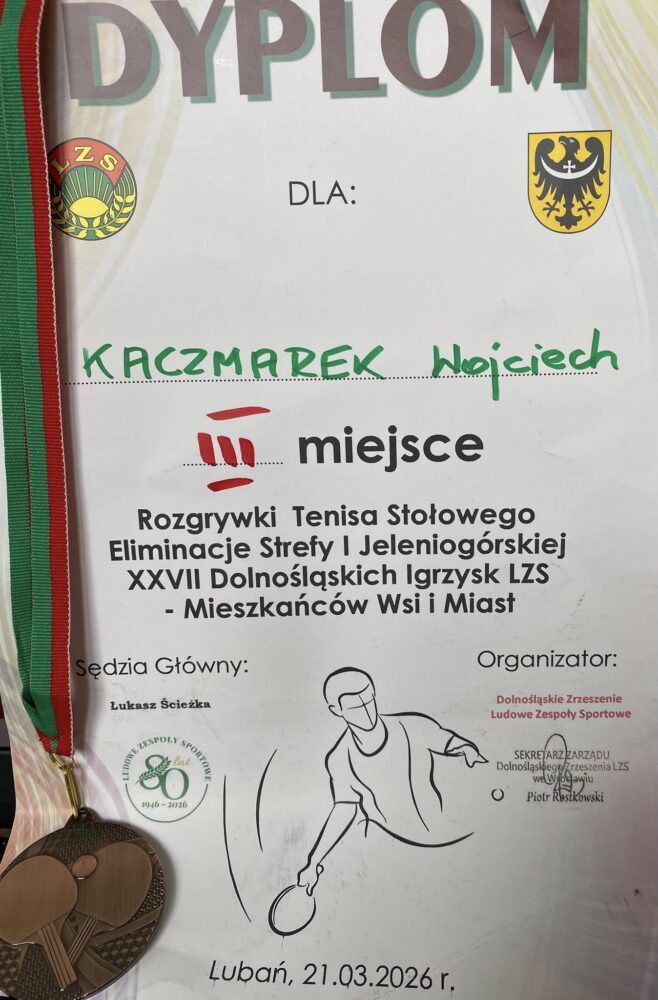 DYPLOM
LZS
DLA:
KACZMAREK Wojciech
III miejsce
Rozgrywki Tenisa Stołowego
Eliminacje Strefy I Jeleniogórskiej
XXVII Dolnośląskich Igrzysk LZS
- Mieszkańców Wsi i Miast
Sędzia Główny:
Łukasz Ścieżka
Organizator:
Dolnośląskie Zrzeszenie
Ludowe Zespoły Sportowe
LUDOWE ZESPOŁY SPORTOWE
80 lat
1946 - 2026
SEKRETARZ ZARZĄDU
Dolnośląskiego Zrzeszenia LZS
we Wrocławiu
Piotr Rusikowski
Lubań, 21.03.2026 r.